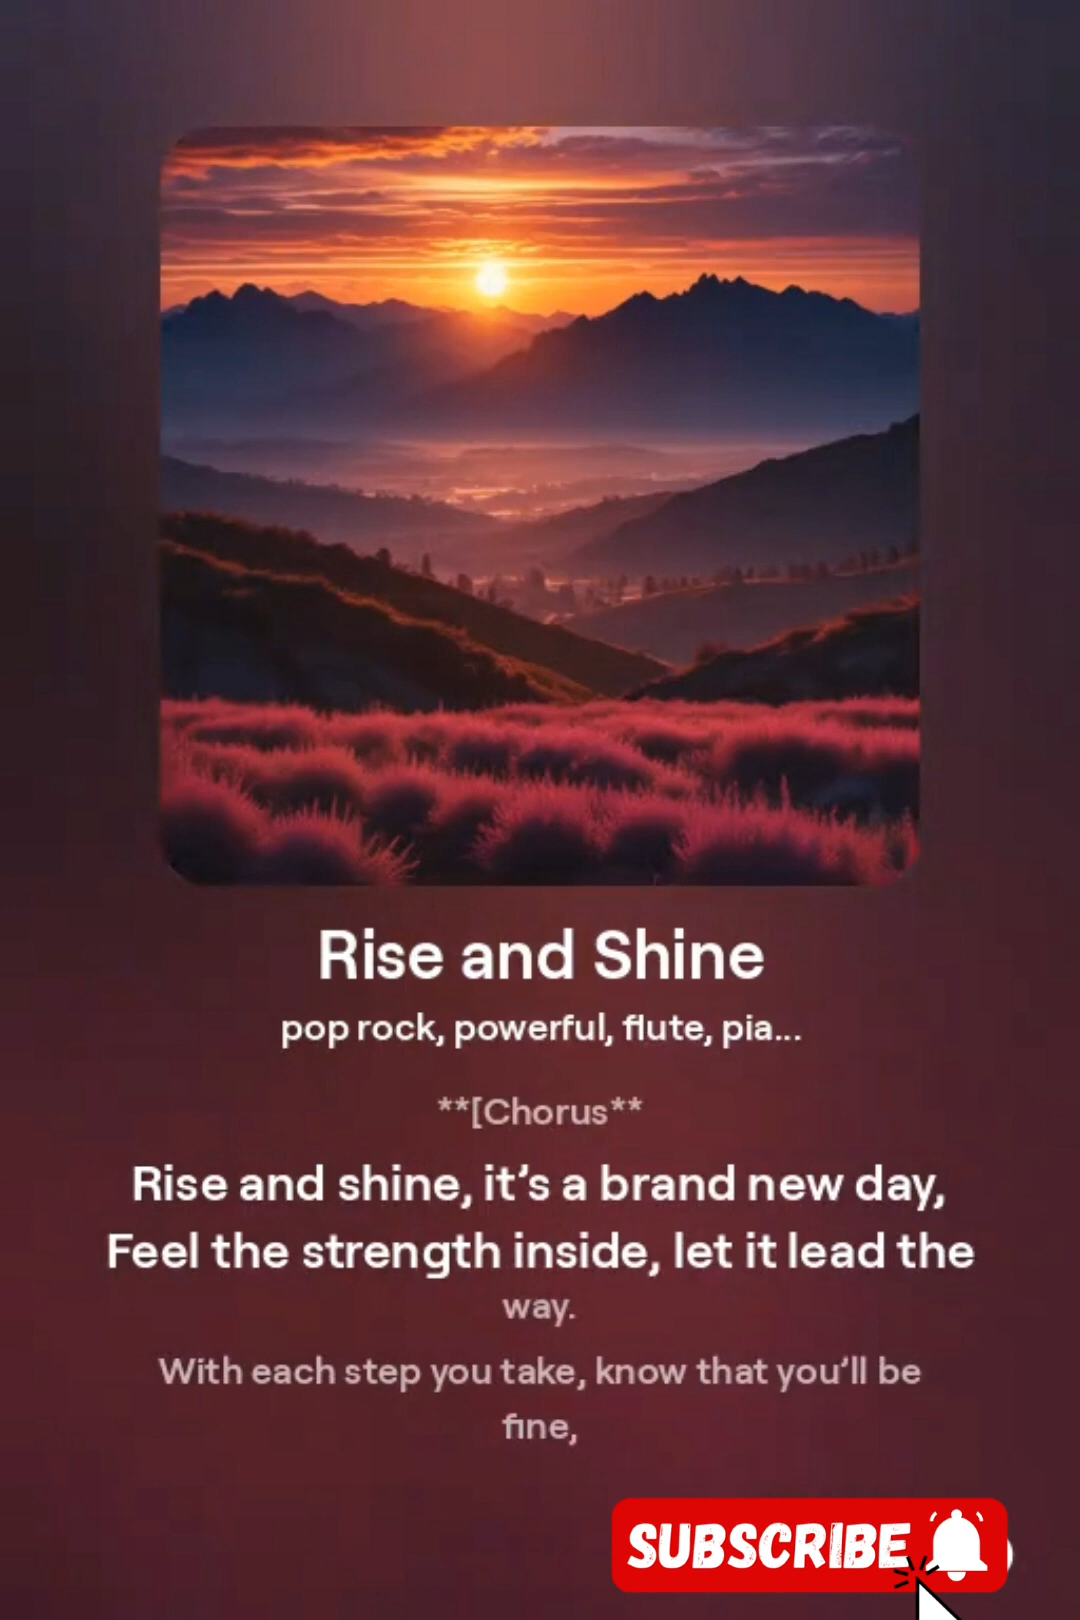 Rise and Shine
pop rock, powerful, flute, pia...
**[Chorus**
Rise and shine, it’s a brand new day,
Feel the strength inside, let it lead the
way.
With each step you take, know that you’ll be
fine,
SUBSCRIBE